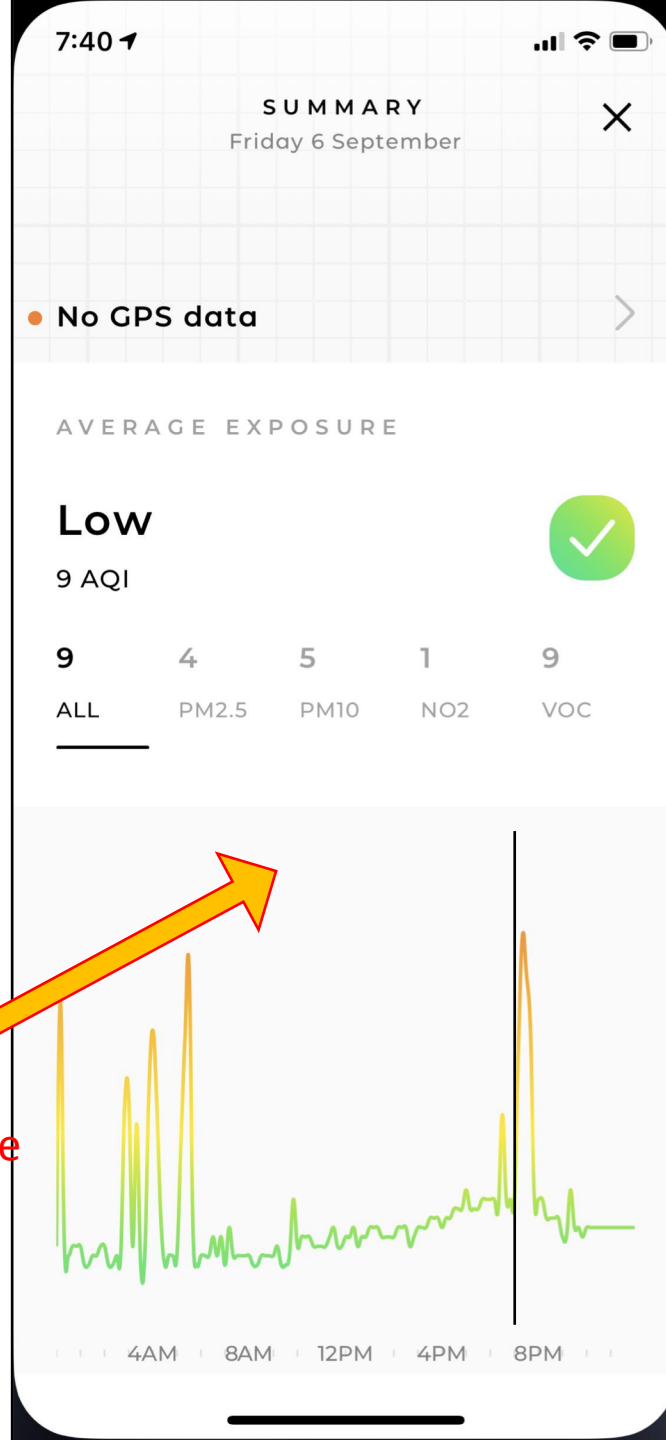 7:40
SUMMARY
Friday 6 September
No GPS data
AVERAGE EXPOSURE
Low
9 AQI
9 4 5 1 9
ALL PM2.5 PM10 NO2 VOC
e
4AM 8AM 12PM 4PM 8PM